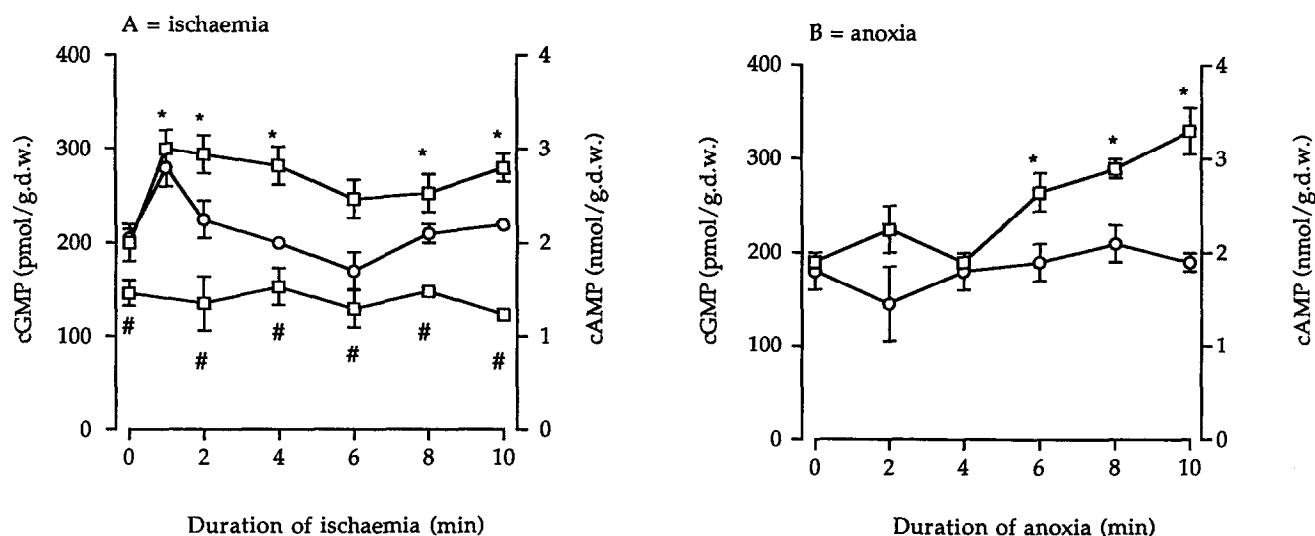 A = ischaemia
400
300
200
100
0
cGMP (pmol/g.d.w.)
4
3
2
1
0
cAMP (nmol/g.d.w.)
* * * * *
# # # # # #
0 2 4 6 8 10
Duration of ischaemia (min)
B = anoxia
400
300
200
100
0
cGMP (pmol/g.d.w.)
4
3
2
1
0
cAMP (nmol/g.d.w.)
* * *
0 2 4 6 8 10
Duration of anoxia (min)